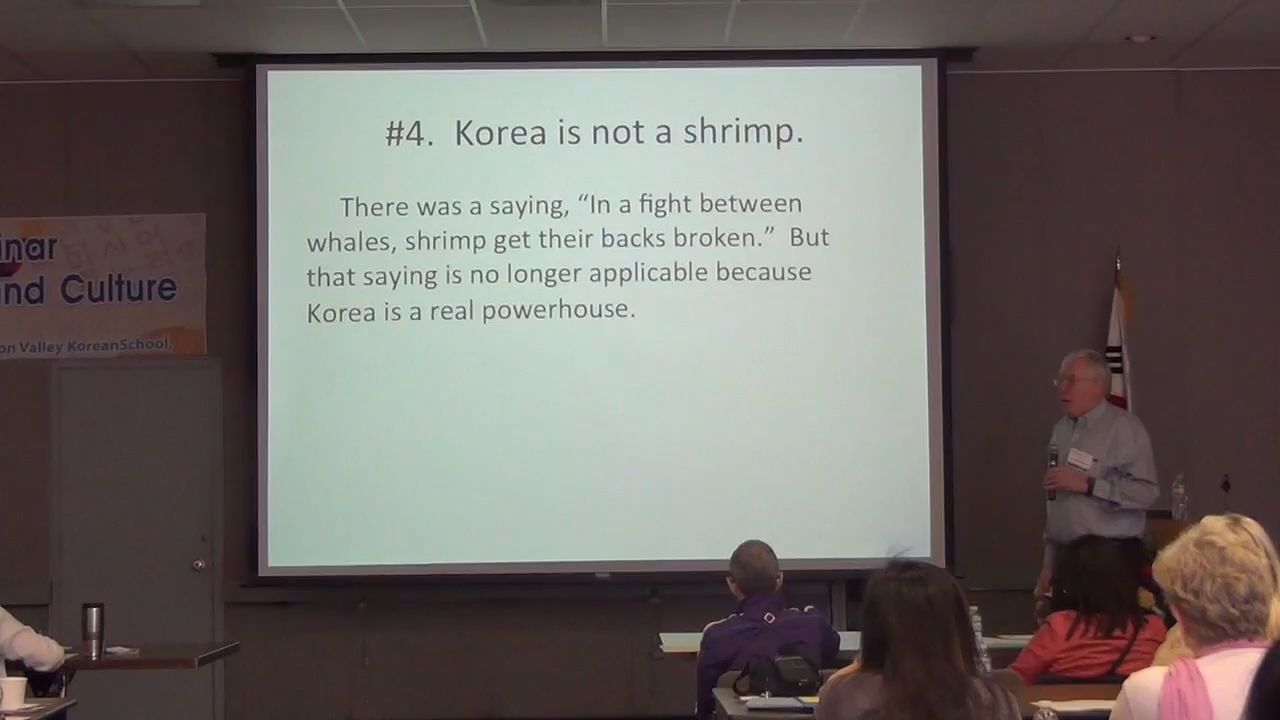 #4. Korea is not a shrimp.
There was a saying, “In a fight between
whales, shrimp get their backs broken.” But
that saying is no longer applicable because
Korea is a real powerhouse.
inar
nd Culture
on Valley KoreanSchool.